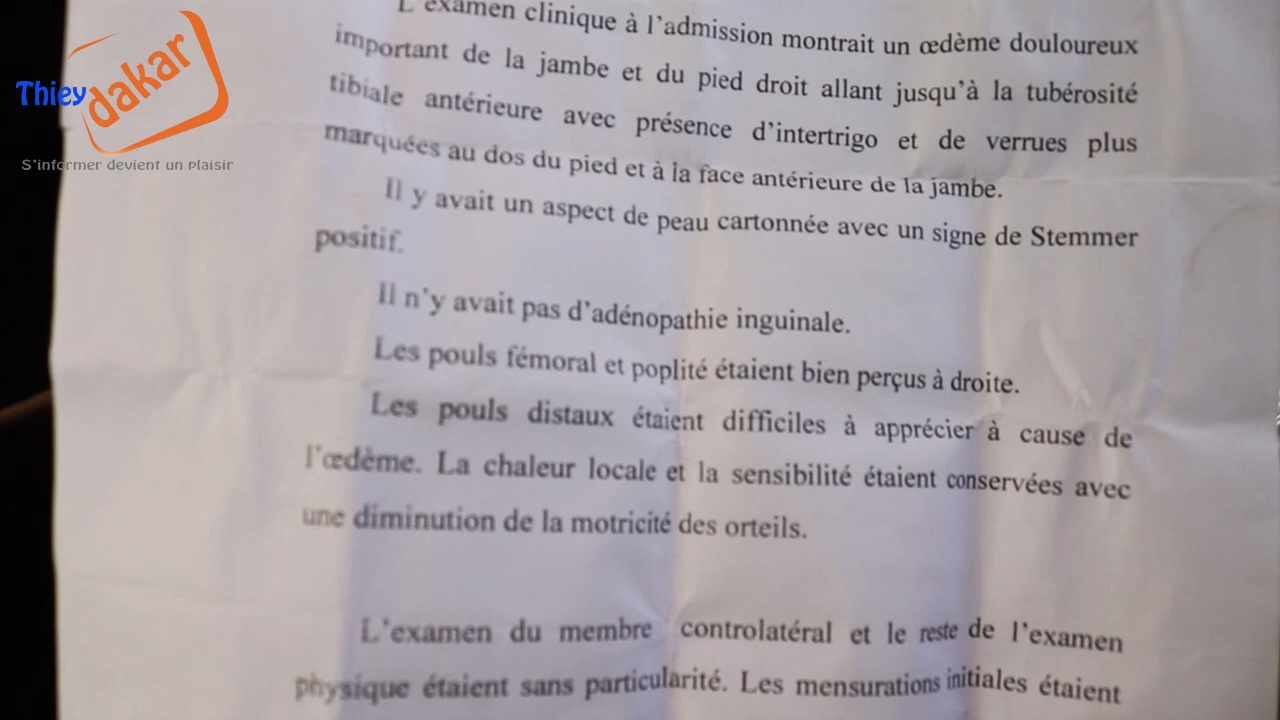 Thiey dakar
S'informer devient un plaisir
L'examen clinique à l'admission montrait un œdème douloureux
important de la jambe et du pied droit allant jusqu'à la tubérosité
tibiale antérieure avec présence d'intertrigo et de verrues plus
marquées au dos du pied et à la face antérieure de la jambe.
Il y avait un aspect de peau cartonnée avec un signe de Stemmer
positif.
Il n'y avait pas d'adénopathie inguinale.
Les pouls fémoral et poplité étaient bien perçus à droite.
Les pouls distaux étaient difficiles à apprécier à cause de
l'œdème. La chaleur locale et la sensibilité étaient conservées avec
une diminution de la motricité des orteils.
L'examen du membre controlatéral et le reste de l'examen
physique étaient sans particularité. Les mensurations initiales étaient